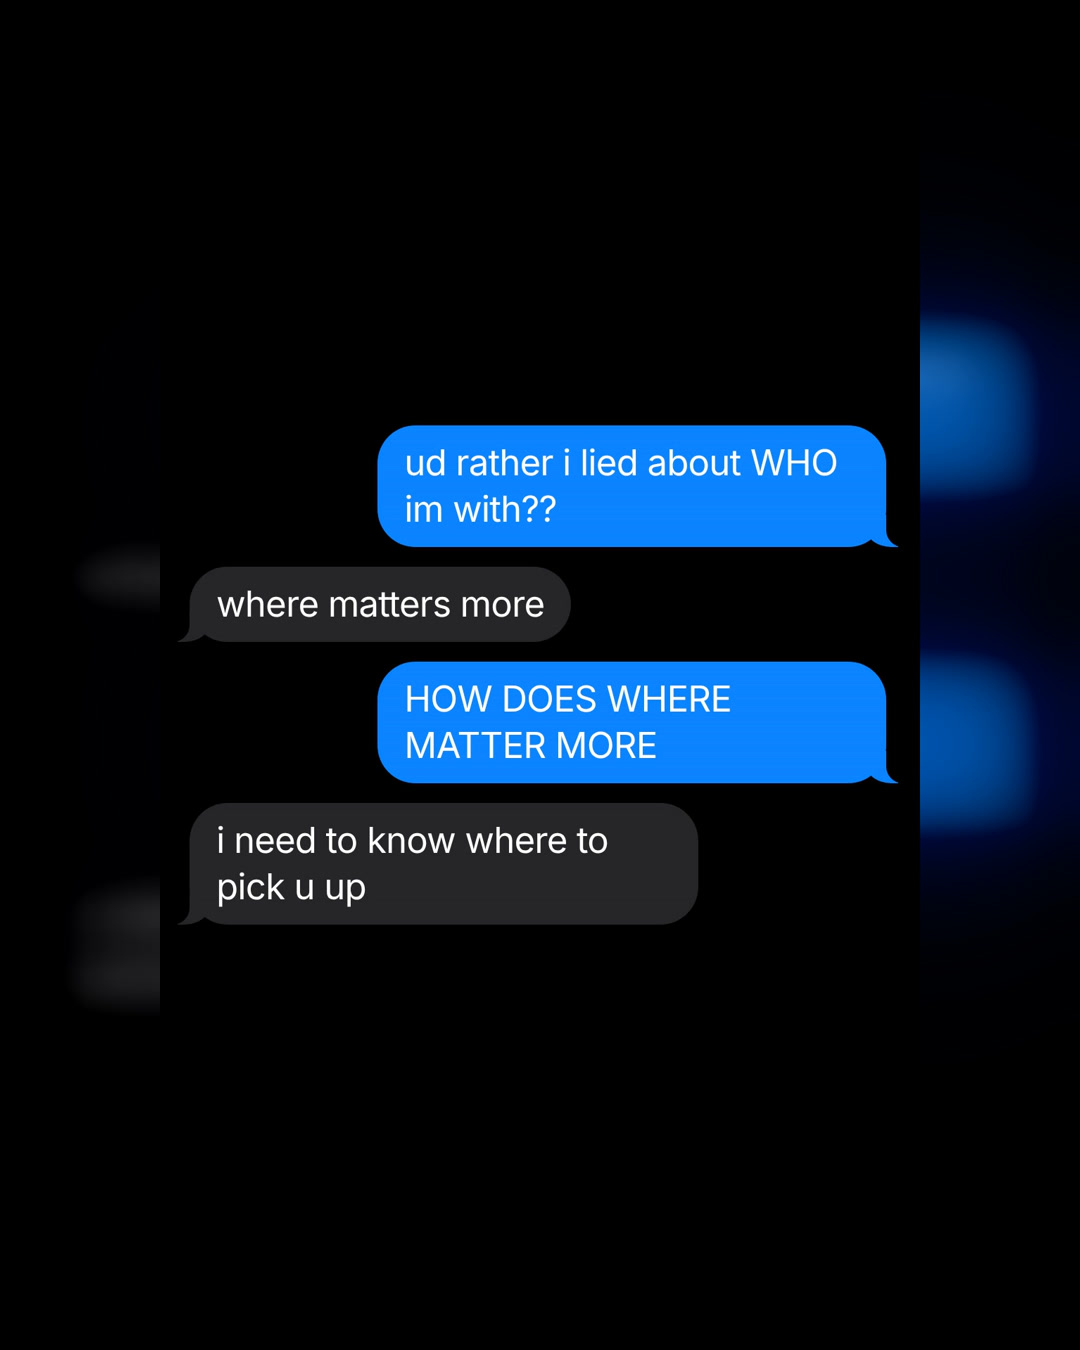 ud rather i lied about WHO
im with??
where matters more
HOW DOES WHERE
MATTER MORE
i need to know where to
pick u up